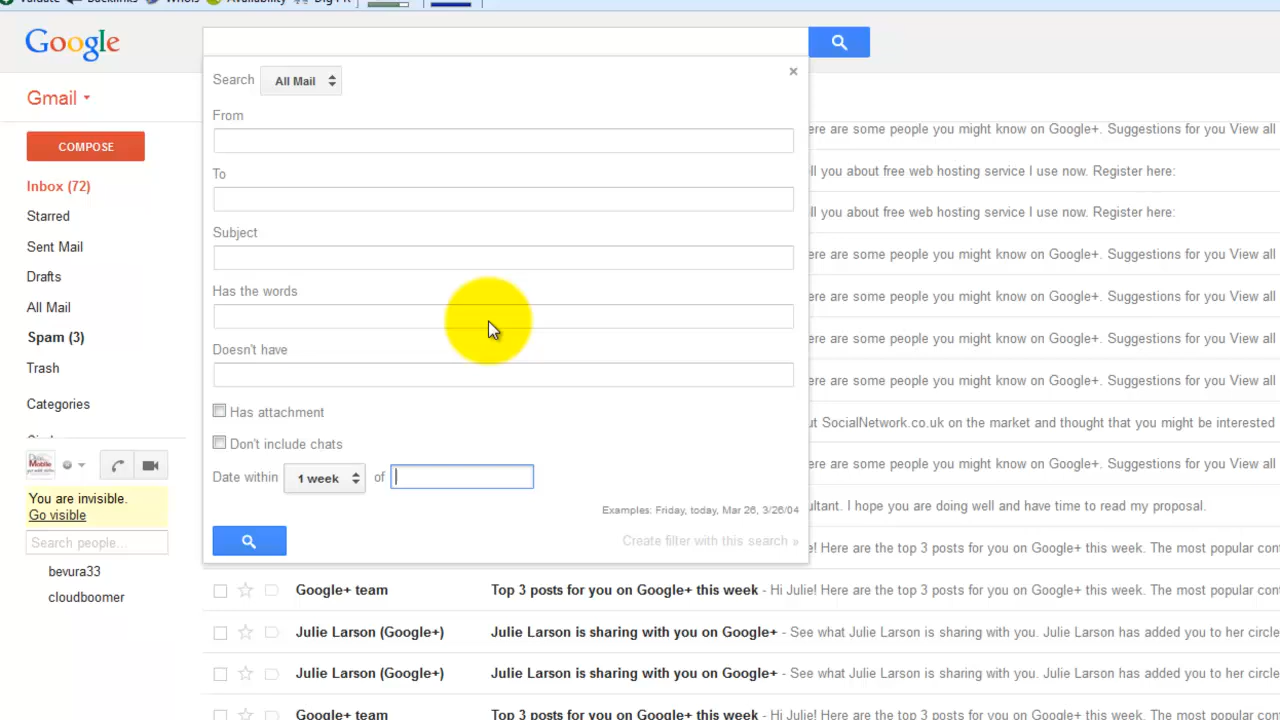 Validate Backlinks Whois Availability Dig PR
Google
Search All Mail
×
From
Gmail
ere are some people you might know on Google+. Suggestions for you View all
COMPOSE
ll you about free web hosting service I use now. Register here:
To
Inbox (72)
Starred
ll you about free web hosting service I use now. Register here:
Subject
Sent Mail
ere are some people you might know on Google+. Suggestions for you View all
Drafts
Has the words
ere are some people you might know on Google+. Suggestions for you View all
All Mail
Spam (3)
ere are some people you might know on Google+. Suggestions for you View all
Doesn't have
Trash
ere are some people you might know on Google+. Suggestions for you View all
Categories
Has attachment
ut SocialNetwork.co.uk on the market and thought that you might be interested
Don't include chats
Date within 1 week of
You are invisible.
Go visible
Examples: Friday, today, Mar 26, 3/26/04
ultant. I hope you are doing well and have time to read my proposal.
Search people...
Create filter with this search »
e! Here are the top 3 posts for you on Google+ this week. The most popular con
bevura33
Google+ team Top 3 posts for you on Google+ this week - Hi Julie! Here are the top 3 posts for you on Google+ this week. The most popular con
cloudboomer
Julie Larson (Google+) Julie Larson is sharing with you on Google+ - See what Julie Larson is sharing with you. Julie Larson has added you to her circle
Julie Larson (Google+) Julie Larson is sharing with you on Google+ - See what Julie Larson is sharing with you. Julie Larson has added you to her circle
Google+ team Top 3 posts for you on Google+ this week - Hi Julie! Here are the top 3 posts for you on Google+ this week. The most popular con